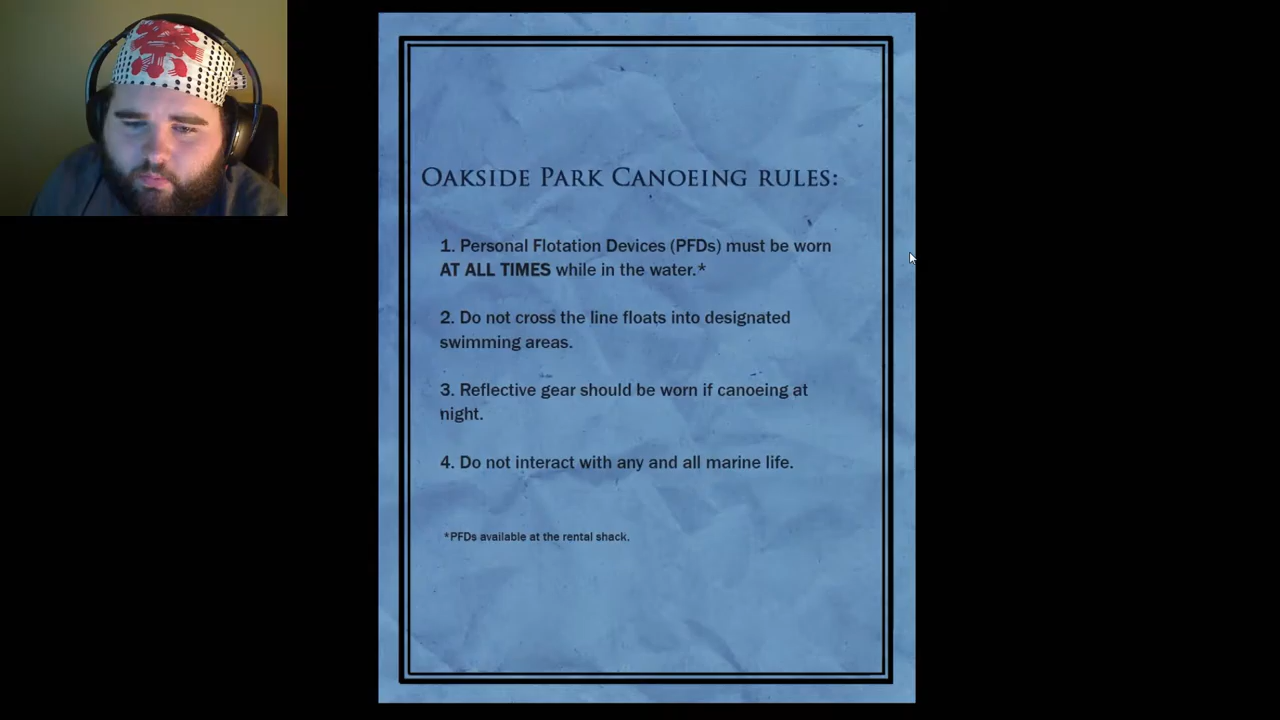 Oakside Park Canoeing rules:
1. Personal Flotation Devices (PFDs) must be worn
AT ALL TIMES while in the water.*
2. Do not cross the line floats into designated
swimming areas.
3. Reflective gear should be worn if canoeing at
night.
4. Do not interact with any and all marine life.
*PFDs available at the rental shack.